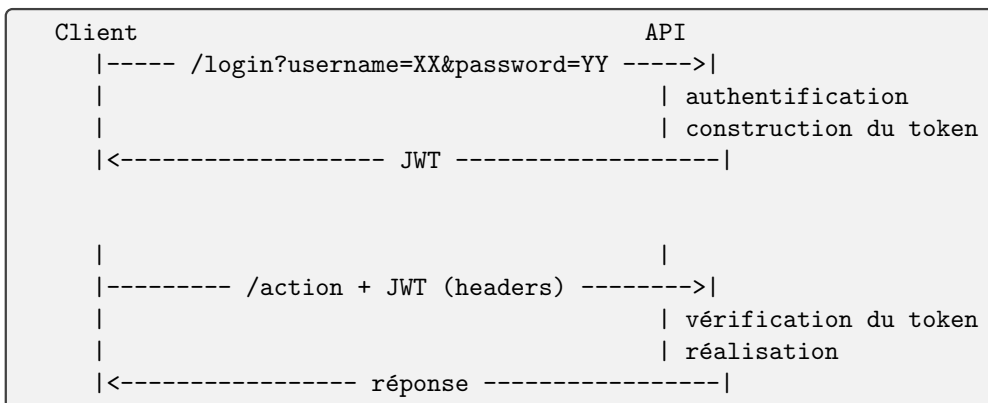 Client                                    API
|----- /login?username=XX&password=YY ----->|
|                                       | authentification
|                                       | construction du token
|<------------------- JWT -------------------|
|                                       |
|--------- /action + JWT (headers) -------->|
|                                       | vérification du token
|                                       | réalisation
|<----------------- réponse -----------------|